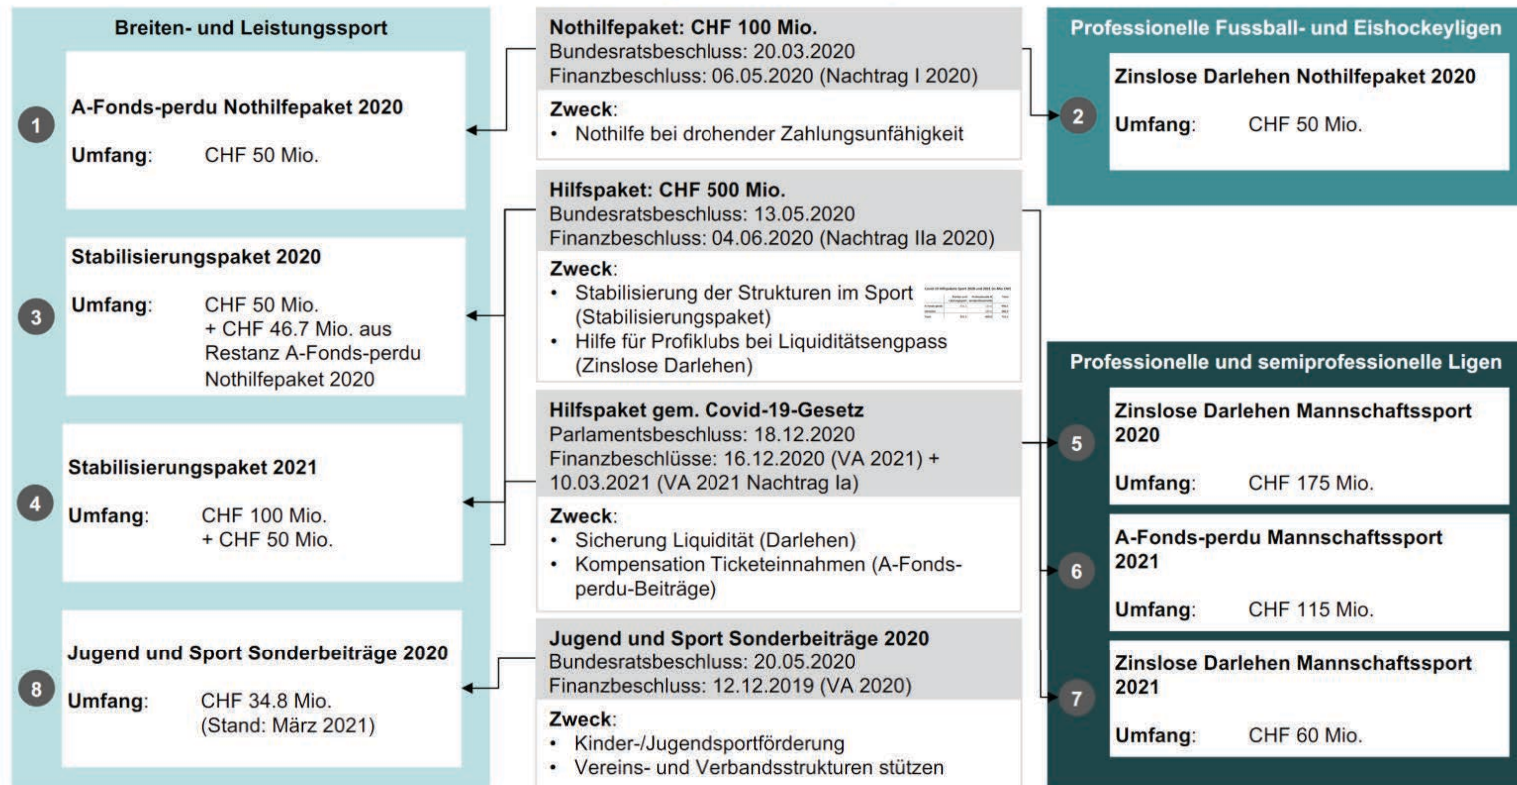 Breiten- und Leistungssport
1
A-Fonds-perdu Nothilfepaket 2020
Umfang: CHF 50 Mio.
3
Stabilisierungspaket 2020
Umfang: CHF 50 Mio.
+ CHF 46.7 Mio. aus
Restanz A-Fonds-perdu
Nothilfepaket 2020
4
Stabilisierungspaket 2021
Umfang: CHF 100 Mio.
+ CHF 50 Mio.
8
Jugend und Sport Sonderbeiträge 2020
Umfang: CHF 34.8 Mio.
(Stand: März 2021)
Nothilfepaket: CHF 100 Mio.
Bundesratsbeschluss: 20.03.2020
Finanzbeschluss: 06.05.2020 (Nachtrag I 2020)
Zweck:
• Nothilfe bei drohender Zahlungsunfähigkeit
Hilfspaket: CHF 500 Mio.
Bundesratsbeschluss: 13.05.2020
Finanzbeschluss: 04.06.2020 (Nachtrag IIa 2020)
Zweck:
• Stabilisierung der Strukturen im Sport
(Stabilisierungspaket)
• Hilfe für Profiklubs bei Liquiditätsengpass
(Zinslose Darlehen)
Hilfspaket gem. Covid-19-Gesetz
Parlamentsbeschluss: 18.12.2020
Finanzbeschlüsse: 16.12.2020 (VA 2021) +
10.03.2021 (VA 2021 Nachtrag Ia)
Zweck:
• Sicherung Liquidität (Darlehen)
• Kompensation Ticketeinnahmen (A-Fonds-
perdu-Beiträge)
Jugend und Sport Sonderbeiträge 2020
Bundesratsbeschluss: 20.05.2020
Finanzbeschluss: 12.12.2019 (VA 2020)
Zweck:
• Kinder-/Jugendsportförderung
• Vereins- und Verbandsstrukturen stützen
Professionelle Fussball- und Eishockeyligen
2
Zinslose Darlehen Nothilfepaket 2020
Umfang: CHF 50 Mio.
Professionelle und semiprofessionelle Ligen
5
Zinslose Darlehen Mannschaftssport
2020
Umfang: CHF 175 Mio.
6
A-Fonds-perdu Mannschaftssport
2021
Umfang: CHF 115 Mio.
7
Zinslose Darlehen Mannschaftssport
2021
Umfang: CHF 60 Mio.